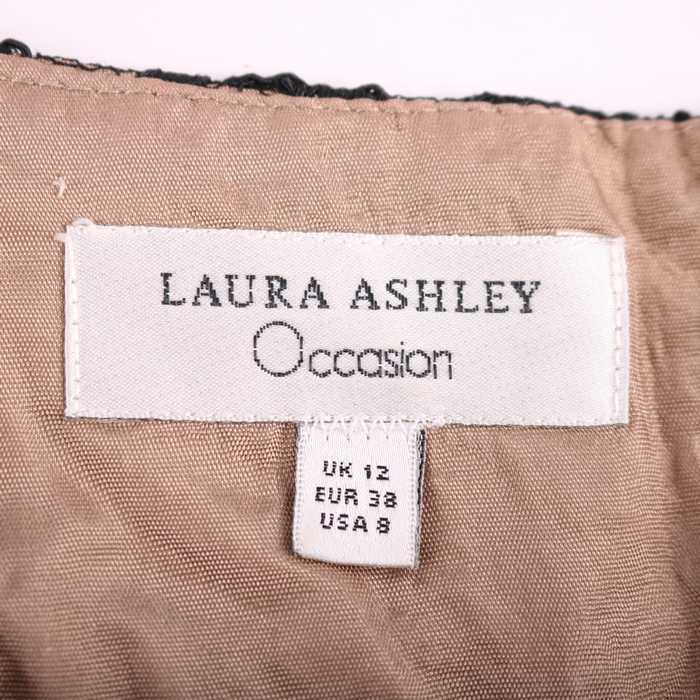 LAURA ASHLEY
Occasion
UK 12
EUR 38
USA 8